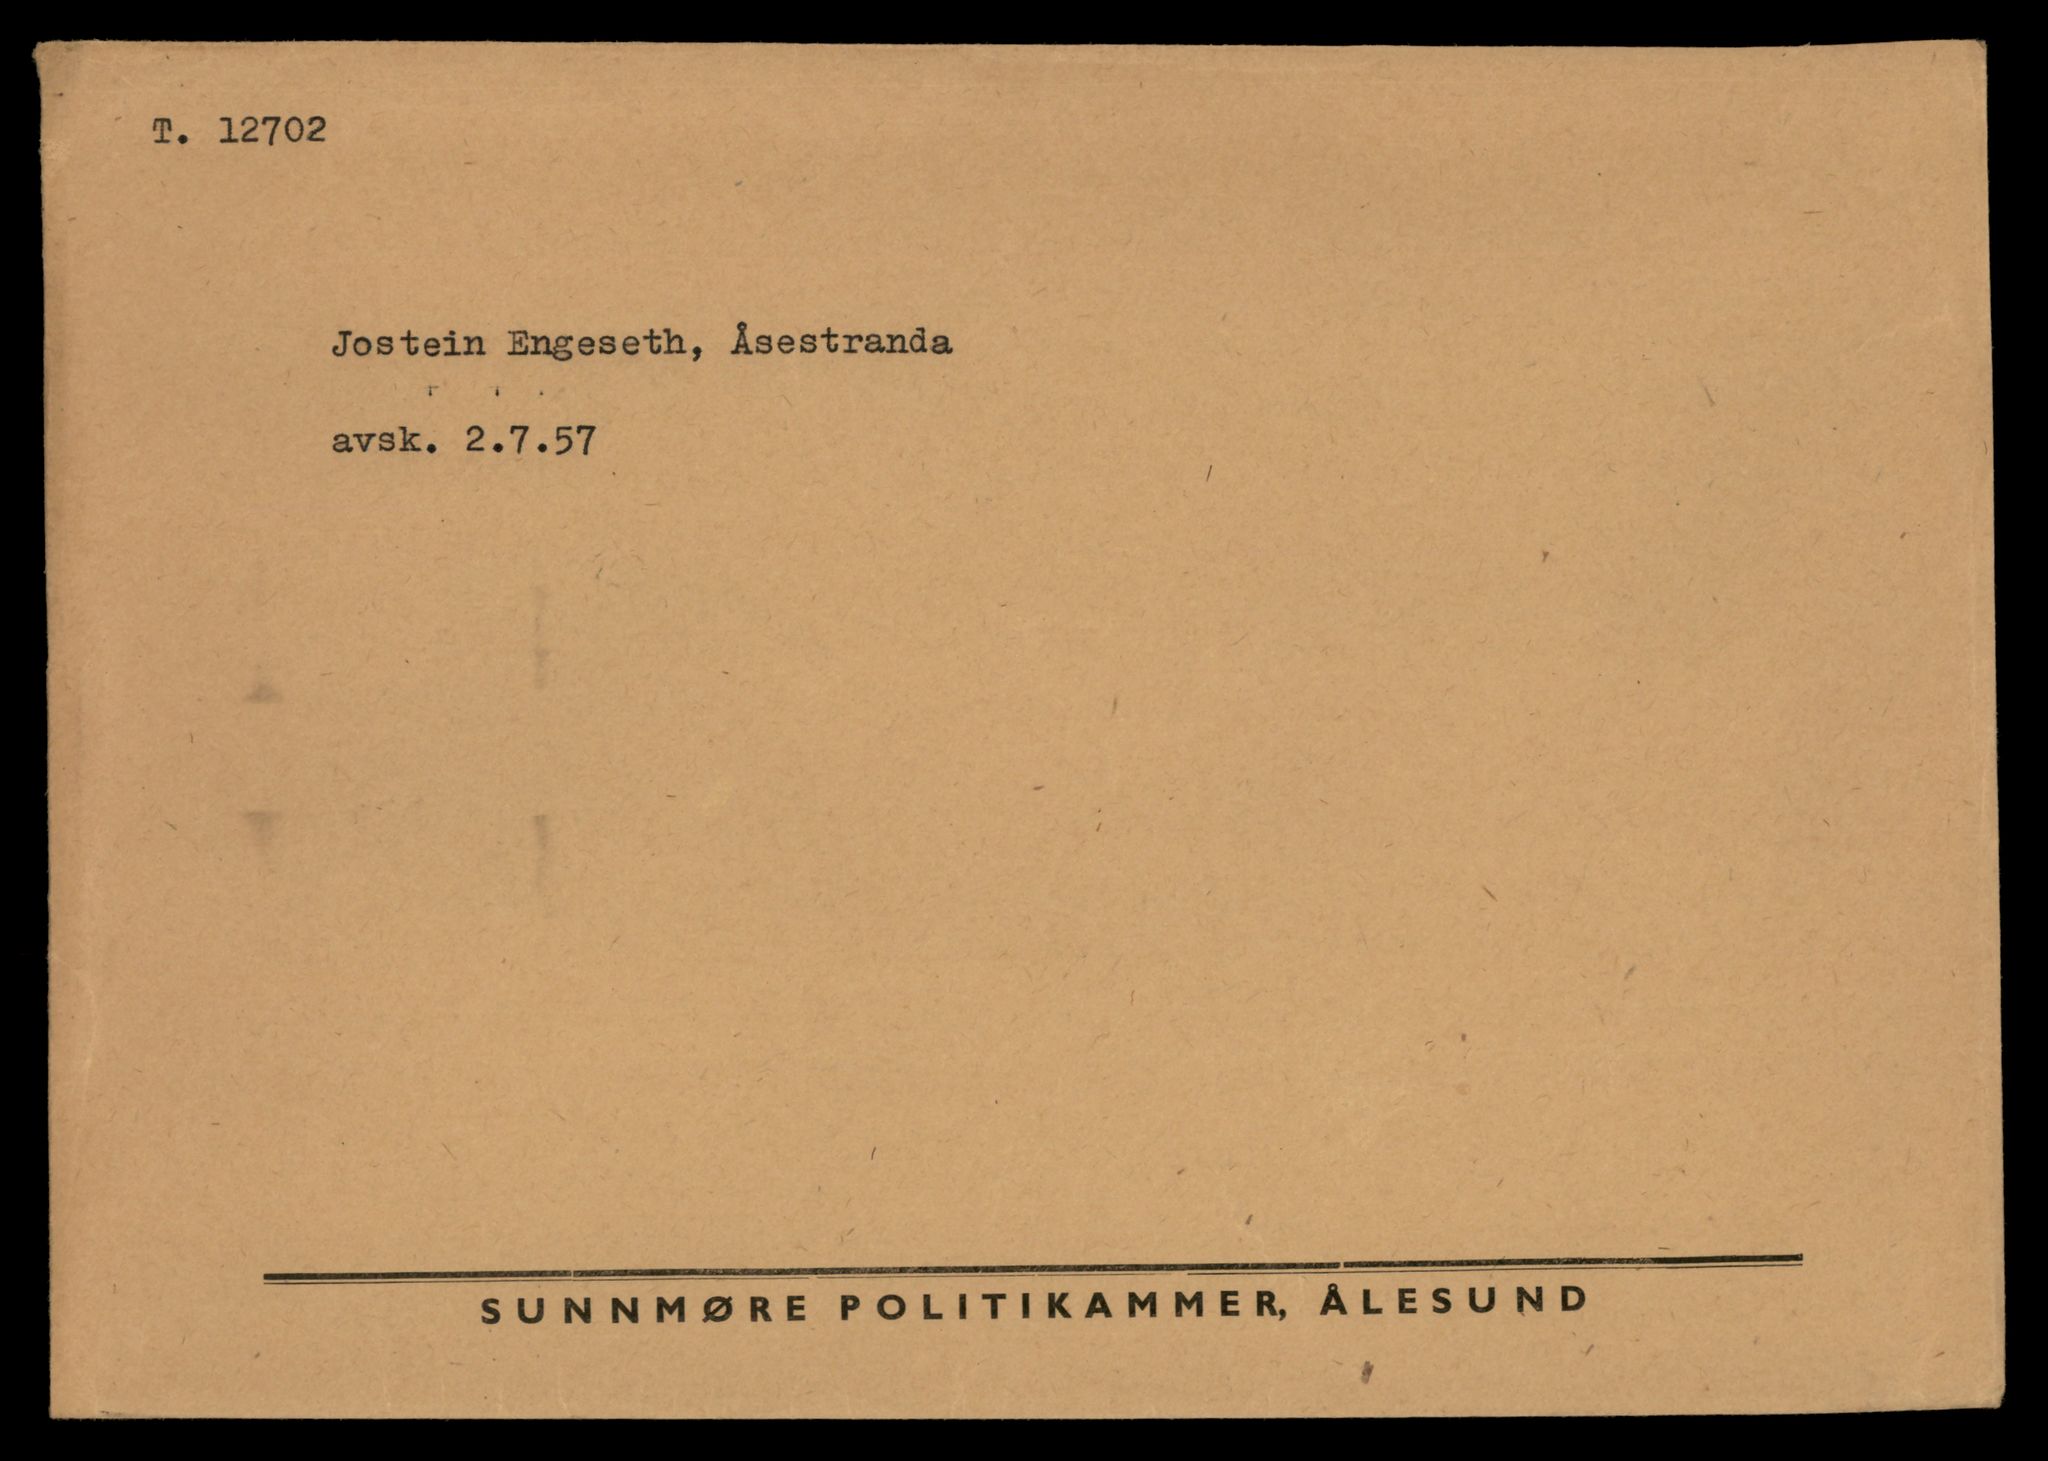 T. 12702
Jostein Engeseth, Åsestranda
avsk. 2.7.57
SUNNMØRE POLITIKAMMER, ÅLESUND